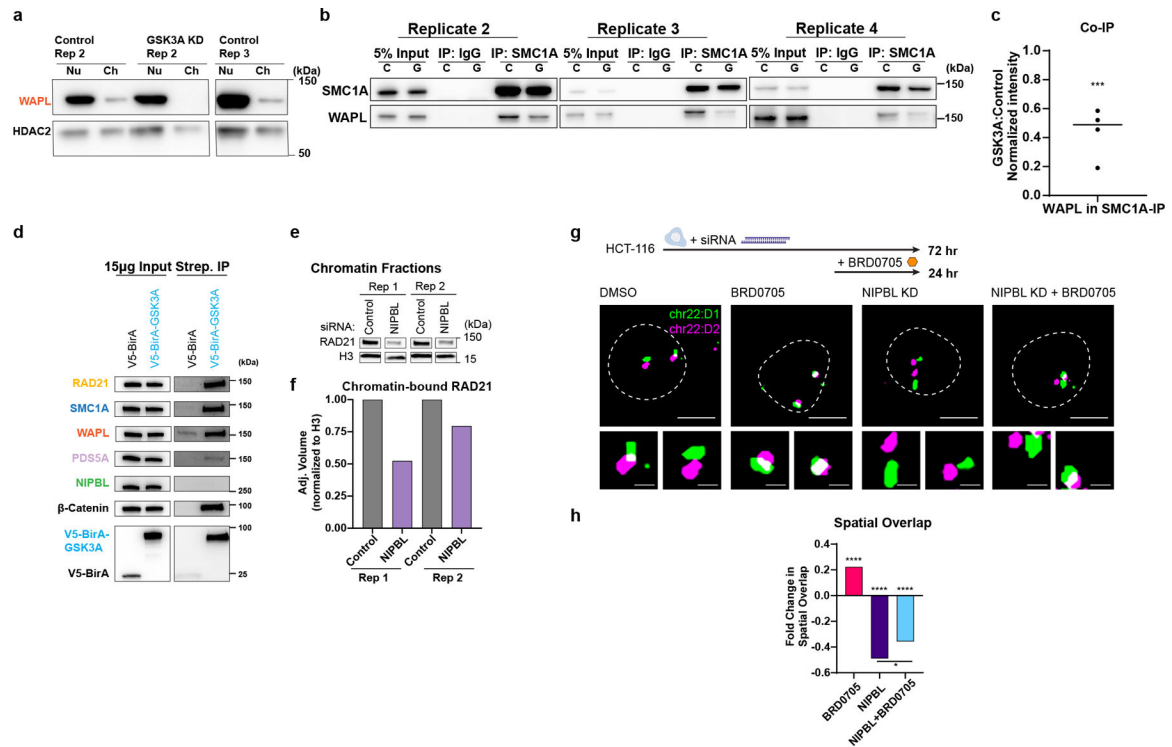 a
Control
Rep 2
GSK3A KD
Rep 2
Control
Rep 3
Nu Ch Nu Ch Nu Ch (kDa)
WAPL
150
HDAC2
50
b
Replicate 2 Replicate 3 Replicate 4
5% Input IP: IgG IP: SMC1A 5% Input IP: IgG IP: SMC1A 5% Input IP: IgG IP: SMC1A
C G C G C G C G C G C G C G C G C G (kDa)
SMC1A 150
WAPL 150
c
Co-IP
GSK3A:Control
Normalized intensity
1.0
0.8
0.6
0.4
0.2
0.0
***
WAPL in SMC1A-IP
d
15µg Input Strep. IP
V5-BirA V5-BirA-GSK3A V5-BirA V5-BirA-GSK3A
(kDa)
RAD21 150
SMC1A 150
WAPL 150
PDS5A 150
NIPBL 250
β-Catenin 100
V5-BirA-
GSK3A
100
V5-BirA 25
e
Chromatin Fractions
Rep 1 Rep 2
siRNA: Control NIPBL Control NIPBL (kDa)
RAD21 150
H3 15
f
Chromatin-bound RAD21
Adj. Volume
(normalized to H3)
1.00
0.75
0.50
0.25
0.00
Control NIPBL Control NIPBL
Rep 1 Rep 2
g
HCT-116 + siRNA 72 hr
+ BRD0705 24 hr
DMSO BRD0705 NIPBL KD NIPBL KD + BRD0705
chr22:D1
chr22:D2
h
Spatial Overlap
Fold Change in
Spatial Overlap
0.4
0.2
0.0
-0.2
-0.4
-0.6
**** **** ****
*
BRD0705 NIPBL NIPBL+BRD0705